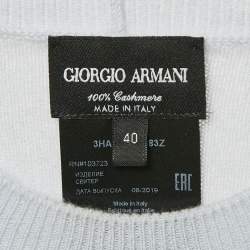 GIORGIO ARMANI
100% Cashmere
MADE IN ITALY
40
3HA
83Z
RN#103723
ИЗДЕЛИЕ
СВИТЕР
ДАТА ВЫПУСКА 08/2019
EAC
Made in Italy